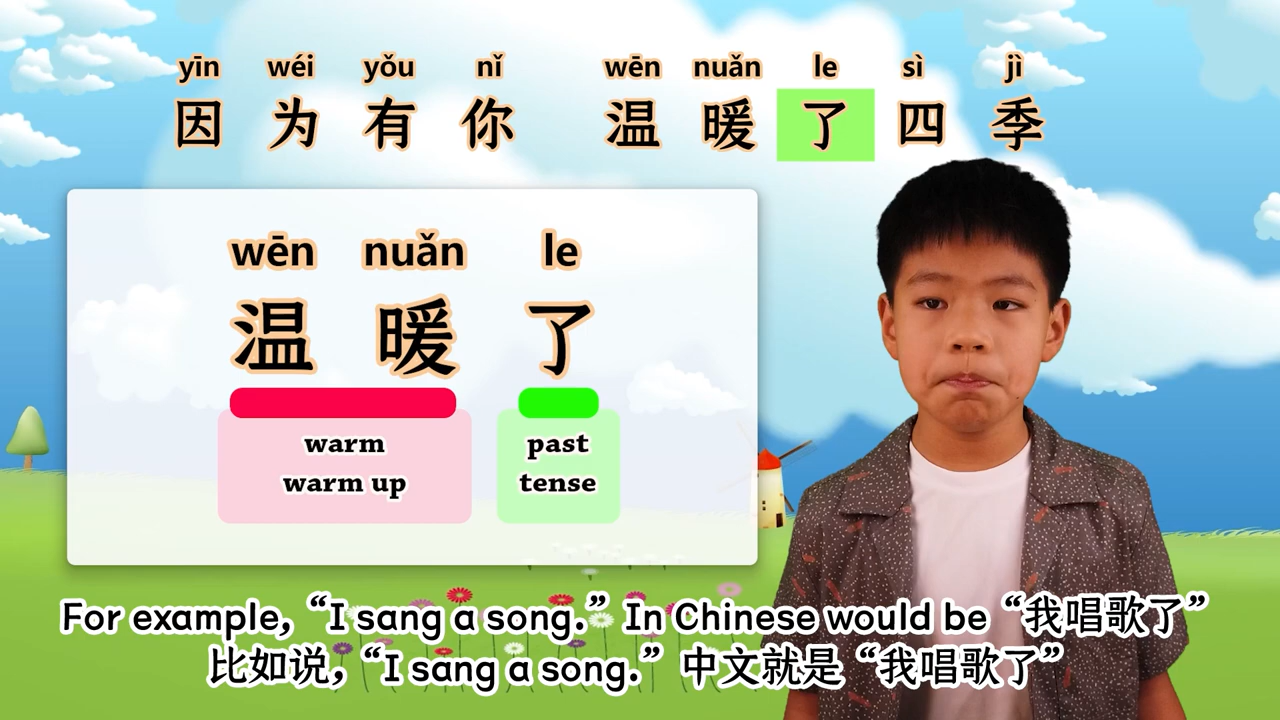 yīn wéi yǒu nǐ wēn nuǎn le sì jì
因为有你 温暖了四季
wēn nuǎn le
温暖了
warm
warm up
past
tense
For example, “I sang a song.” In Chinese would be “我唱歌了”
比如说，“I sang a song.” 中文就是 “我唱歌了”